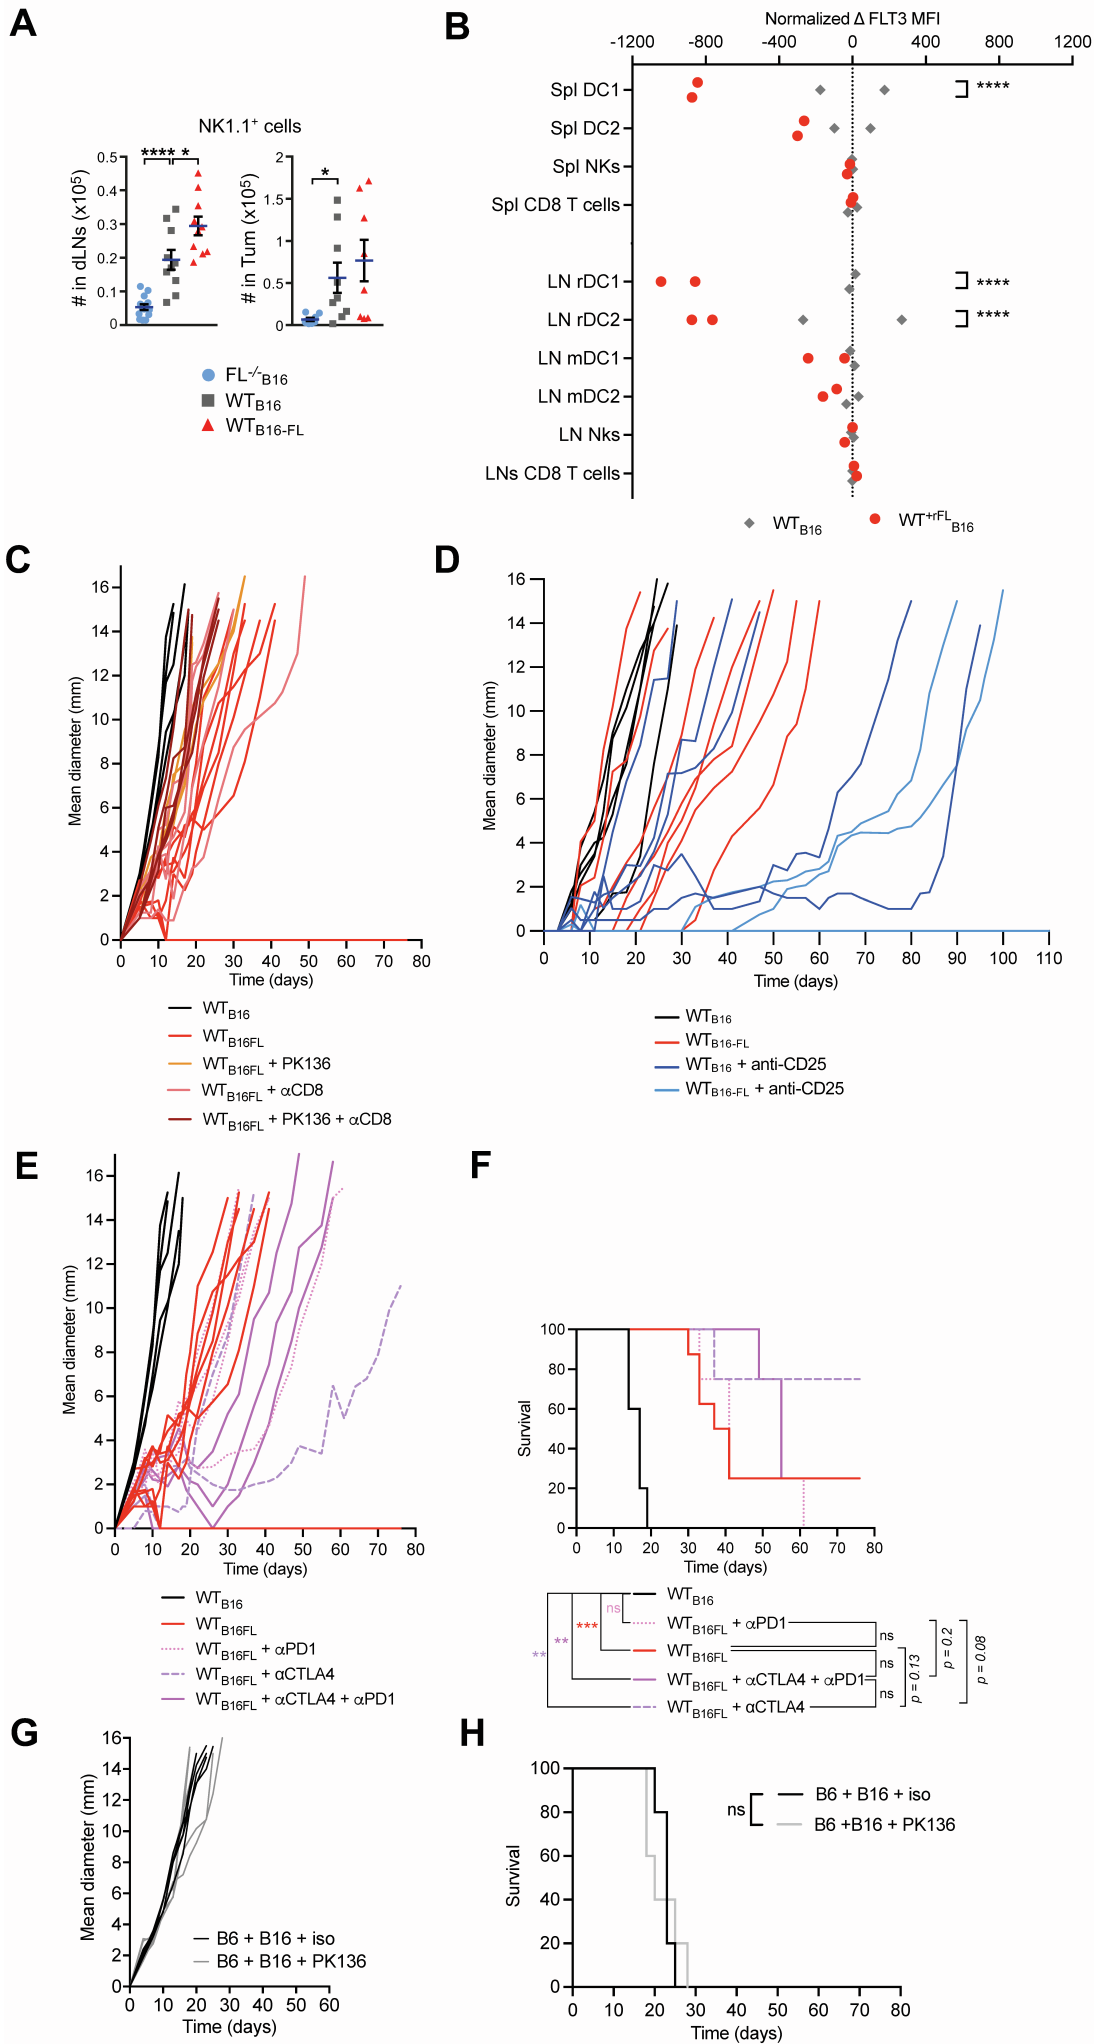 A
NK1.1+ cells
# in dLNs (x10^5)
0.5
0.4
0.3
0.2
0.1
0
**** *
# in Tum (x10^5)
2
1.5
1
0.5
0
*
FL-/-B16
WTB16
WTB16-FL
B
Normalized Δ FLT3 MFI
-1200 -800 -400 0 400 800 1200
Spl DC1 ****
Spl DC2
Spl NKs
Spl CD8 T cells
LN rDC1 ****
LN rDC2 ****
LN mDC1
LN mDC2
LN Nks
LNs CD8 T cells
WTB16 WT+rFLB16
C
Mean diameter (mm)
16
14
12
10
8
6
4
2
0
0 10 20 30 40 50 60 70 80
Time (days)
WTB16
WTB16FL
WTB16FL + PK136
WTB16FL + αCD8
WTB16FL + PK136 + αCD8
D
Mean diameter (mm)
16
14
12
10
8
6
4
2
0
0 10 20 30 40 50 60 70 80 90 100 110
Time (days)
WTB16
WTB16-FL
WTB16 + anti-CD25
WTB16-FL + anti-CD25
E
Mean diameter (mm)
16
14
12
10
8
6
4
2
0
0 10 20 30 40 50 60 70 80
Time (days)
WTB16
WTB16FL
WTB16FL + αPD1
WTB16FL + αCTLA4
WTB16FL + αCTLA4 + αPD1
F
Survival
100
80
60
40
20
0
0 10 20 30 40 50 60 70 80
Time (days)
WTB16
ns WTB16FL + αPD1
*** WTB16FL
** WTB16FL + αCTLA4 + αPD1
** WTB16FL + αCTLA4
ns
ns
ns
p = 0.13
p = 0.2
p = 0.08
G
Mean diameter (mm)
16
14
12
10
8
6
4
2
0
0 10 20 30 40 50 60
Time (days)
B6 + B16 + iso
B6 + B16 + PK136
H
Survival
100
80
60
40
20
0
0 10 20 30 40 50 60 70 80
Time (days)
ns
B6 + B16 + iso
B6 +B16 + PK136